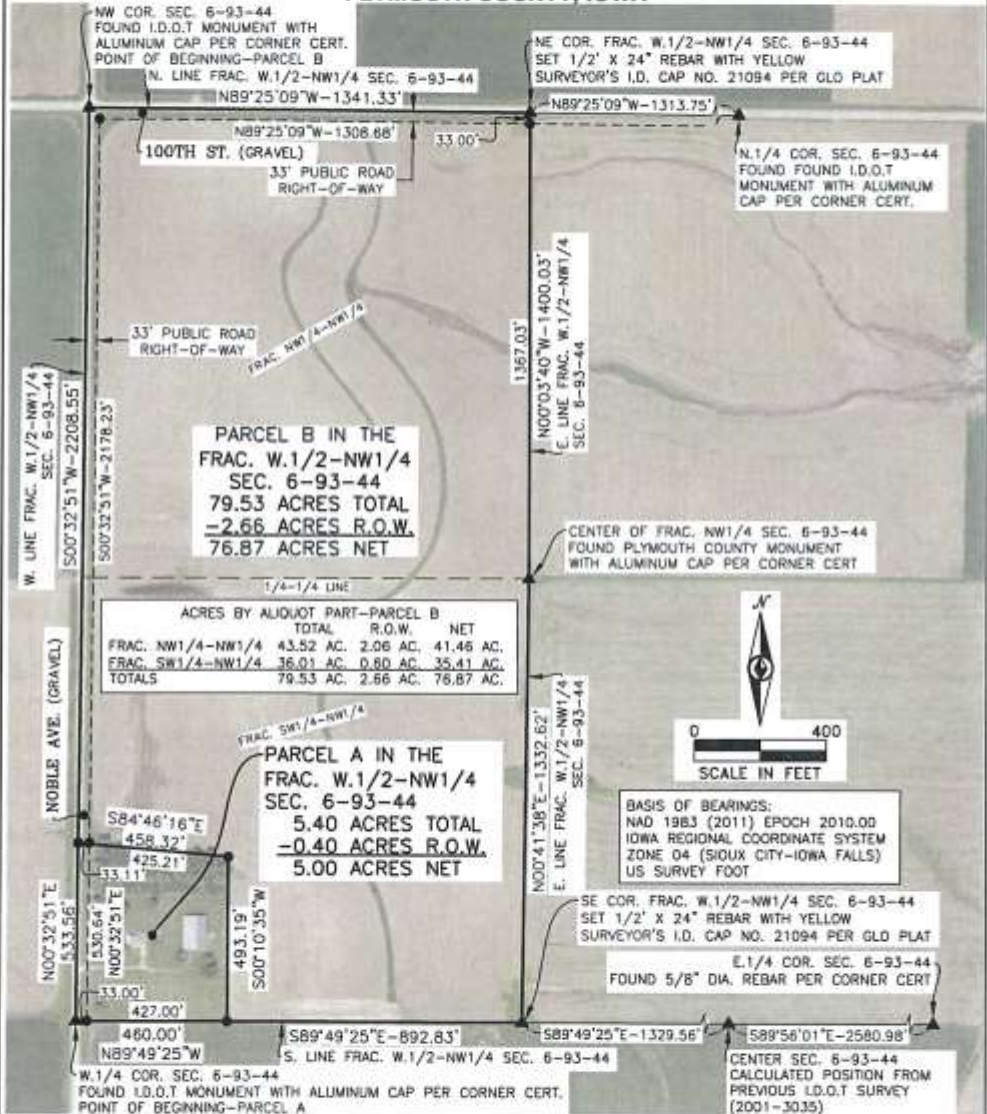 NW COR. SEC. 6-93-44
FOUND I.D.O.T MONUMENT WITH
ALUMINUM CAP PER CORNER CERT.
POINT OF BEGINNING-PARCEL B
N. LINE FRAC. W.1/2-NW1/4 SEC. 6-93-44
N89°25'09"W-1341.33'
NE COR. FRAC. W.1/2-NW1/4 SEC. 6-93-44
SET 1/2' X 24" REBAR WITH YELLOW
SURVEYOR'S I.D. CAP NO. 21094 PER GLO PLAT
N89°25'09"W-1313.75'
N89°25'09"W-1308.68'
33.00'
100TH ST. (GRAVEL)
33' PUBLIC ROAD
RIGHT-OF-WAY
N.1/4 COR. SEC. 6-93-44
FOUND FOUND I.D.O.T
MONUMENT WITH ALUMINUM
CAP PER CORNER CERT.
33' PUBLIC ROAD
RIGHT-OF-WAY
FRAC. NW1/4-NW1/4
W. LINE FRAC. W.1/2-NW1/4
SEC. 6-93-44
S00°32'51"W-2208.55'
S00°32'51"W-2178.23'
1367.03'
N00°03'40"W-1400.03'
E. LINE FRAC. W.1/2-NW1/4
SEC. 6-93-44
PARCEL B IN THE
FRAC. W.1/2-NW1/4
SEC. 6-93-44
79.53 ACRES TOTAL
-2.66 ACRES R.O.W.
76.87 ACRES NET
CENTER OF FRAC. NW1/4 SEC. 6-93-44
FOUND PLYMOUTH COUNTY MONUMENT
WITH ALUMINUM CAP PER CORNER CERT
1/4-1/4 LINE
ACRES BY ALIQUOT PART-PARCEL B
TOTAL R.O.W. NET
FRAC. NW1/4-NW1/4 43.52 AC. 2.06 AC. 41.46 AC.
FRAC. SW1/4-NW1/4 36.01 AC. 0.60 AC. 35.41 AC.
TOTALS 79.53 AC. 2.66 AC. 76.87 AC.
N
0 400
SCALE IN FEET
NOBLE AVE. (GRAVEL)
FRAC. SW1/4-NW1/4
PARCEL A IN THE
FRAC. W.1/2-NW1/4
SEC. 6-93-44
5.40 ACRES TOTAL
-0.40 ACRES R.O.W.
5.00 ACRES NET
N00°41'38"E-1332.62'
E. LINE FRAC. W.1/2-NW1/4
SEC. 6-93-44
BASIS OF BEARINGS:
NAD 1983 (2011) EPOCH 2010.00
IOWA REGIONAL COORDINATE SYSTEM
ZONE 04 (SIOUX CITY-IOWA FALLS)
US SURVEY FOOT
S84°46'16"E
458.32'
425.21'
33.11'
N00°32'51"E
533.56'
530.64'
N00°32'51"E
493.19'
S00°10'35"W
SE COR. FRAC. W.1/2-NW1/4 SEC. 6-93-44
SET 1/2' X 24" REBAR WITH YELLOW
SURVEYOR'S I.D. CAP NO. 21094 PER GLO PLAT
E.1/4 COR. SEC. 6-93-44
FOUND 5/8" DIA. REBAR PER CORNER CERT
33.00'
427.00'
460.00'
N89°49'25"W
S89°49'25"E-892.83'
S89°49'25"E-1329.56'
S89°56'01"E-2580.98'
S. LINE FRAC. W.1/2-NW1/4 SEC. 6-93-44
W.1/4 COR. SEC. 6-93-44
FOUND I.D.O.T MONUMENT WITH ALUMINUM CAP PER CORNER CERT.
POINT OF BEGINNING-PARCEL A
CENTER SEC. 6-93-44
CALCULATED POSITION FROM
PREVIOUS I.D.O.T SURVEY
(2001-3035)